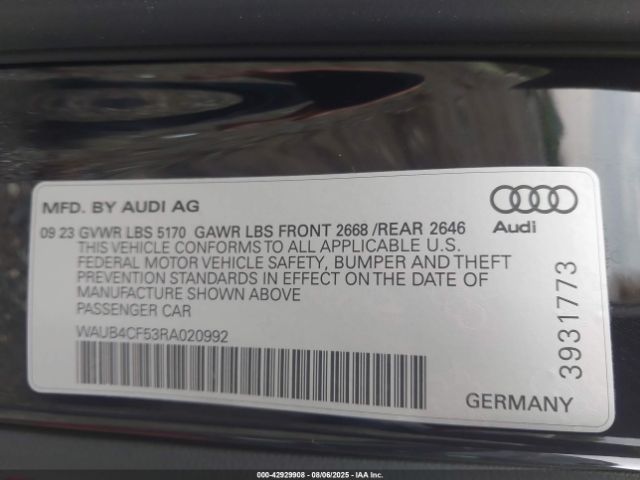 MFD. BY AUDI AG
09 23 GVWR LBS 5170 GAWR LBS FRONT 2668 /REAR 2646
THIS VEHICLE CONFORMS TO ALL APPLICABLE U.S.
FEDERAL MOTOR VEHICLE SAFETY, BUMPER AND THEFT
PREVENTION STANDARDS IN EFFECT ON THE DATE OF
MANUFACTURE SHOWN ABOVE
PASSENGER CAR
WAUB4CF53RA020992
Audi
3931773
GERMANY
000-42929908 - 08/06/2025 - IAA Inc.